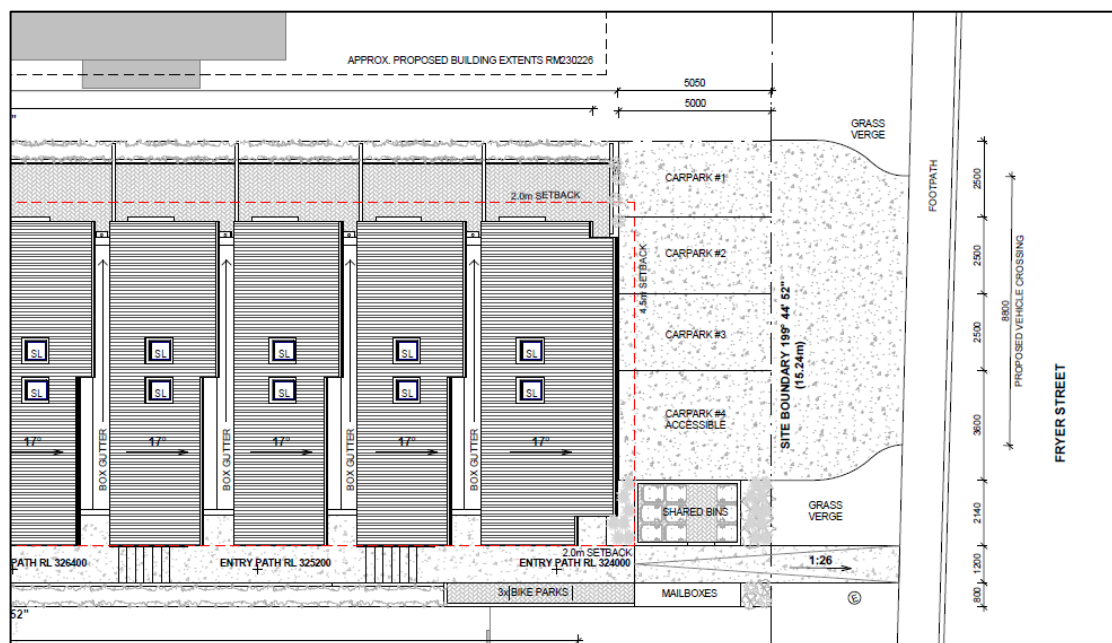 APPROX. PROPOSED BUILDING EXTENTS RM230226
5050
5000
"
GRASS
VERGE
CARPARK #1
2500
2.0m SETBACK
FOOTPATH
CARPARK #2
2500
4.5m SETBACK
SITE BOUNDARY 199° 44' 52"
(15.24m)
8800
PROPOSED VEHICLE CROSSING
CARPARK #3
2500
SL
SL
SL
SL
SL
SL
SL
SL
SL
SL
CARPARK #4
ACCESSIBLE
3600
FRYER STREET
17°
17°
17°
17°
17°
BOX GUTTER
BOX GUTTER
BOX GUTTER
BOX GUTTER
SHARED BINS
GRASS
VERGE
2140
2.0m SETBACK
PATH RL 326400
ENTRY PATH RL 325200
ENTRY PATH RL 324000
1:26
1200
3x BIKE PARKS
MAILBOXES
E
800
52"